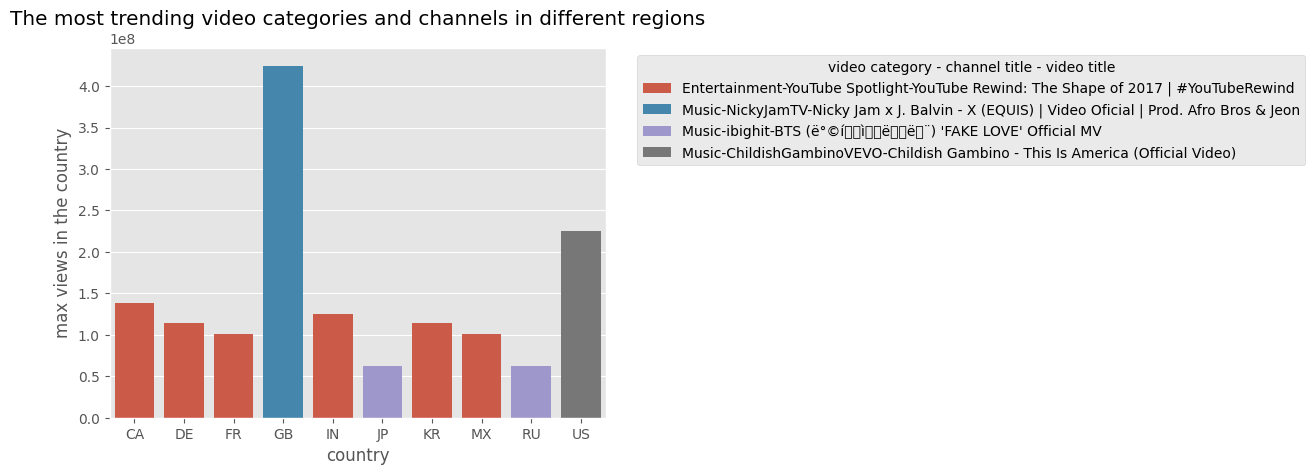 The most trending video categories and channels in different regions
1e8
4.0
3.5
3.0
2.5
2.0
1.5
1.0
0.5
0.0
max views in the country
CA DE FR GB IN JP KR MX RU US
country
video category - channel title - video title
Entertainment-YouTube Spotlight-YouTube Rewind: The Shape of 2017 | #YouTubeRewind
Music-NickyJamTV-Nicky Jam x J. Balvin - X (EQUIS) | Video Oficial | Prod. Afro Bros & Jeon
Music-ibighit-BTS 'FAKE LOVE' Official MV
Music-ChildishGambinoVEVO-Childish Gambino - This Is America (Official Video)